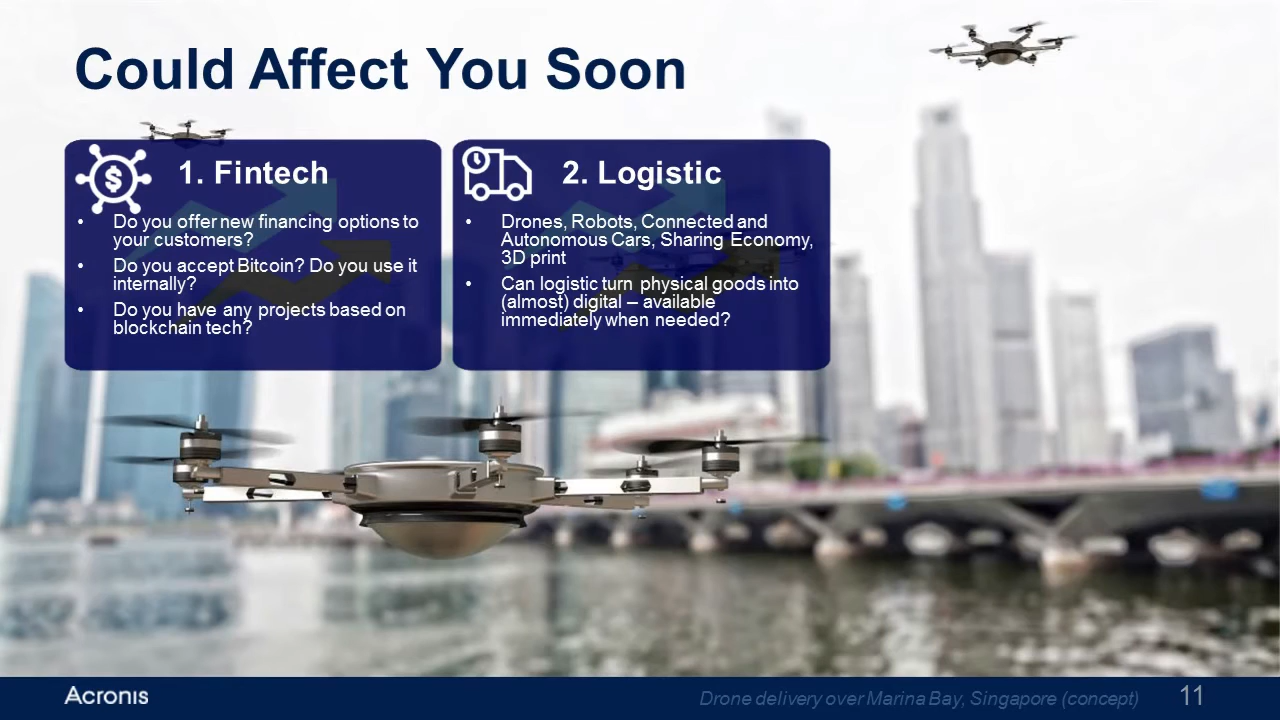 Could Affect You Soon
$
1. Fintech
• Do you offer new financing options to
your customers?
• Do you accept Bitcoin? Do you use it
internally?
• Do you have any projects based on
blockchain tech?
2. Logistic
• Drones, Robots, Connected and
Autonomous Cars, Sharing Economy,
3D print
• Can logistic turn physical goods into
(almost) digital – available
immediately when needed?
Acronis
Drone delivery over Marina Bay, Singapore (concept)
11